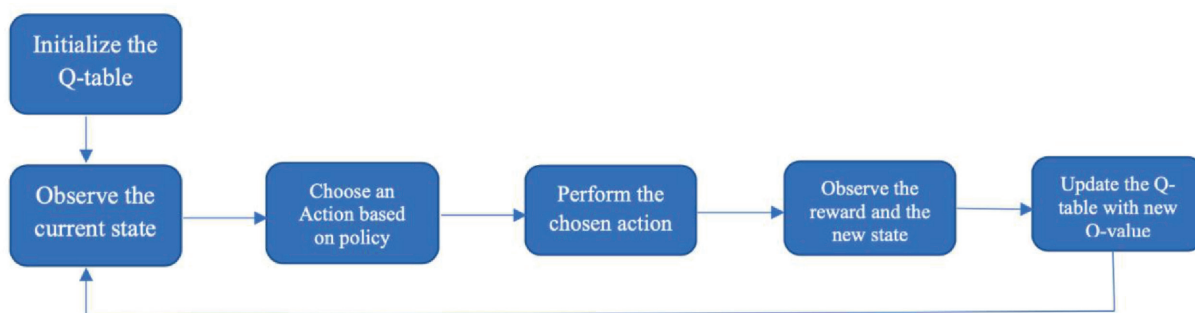 Initialize the
Q-table
Observe the
current state
Choose an
Action based
on policy
Perform the
chosen action
Observe the
reward and the
new state
Update the Q-
table with new
Q-value